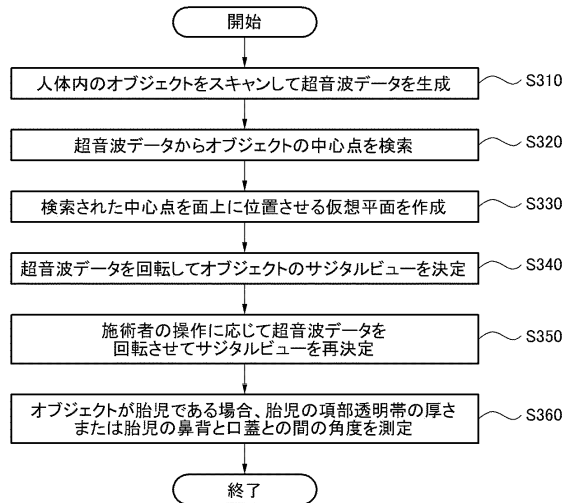 開始
人体内のオブジェクトをスキャンして超音波データを生成
S310
超音波データからオブジェクトの中心点を検索
S320
検索された中心点を面上に位置させる仮想平面を作成
S330
超音波データを回転してオブジェクトのサジタルビューを決定
S340
施術者の操作に応じて超音波データを
回転させてサジタルビューを再決定
S350
オブジェクトが胎児である場合、胎児の項部透明帯の厚さ
または胎児の鼻背と口蓋との間の角度を測定
S360
終了